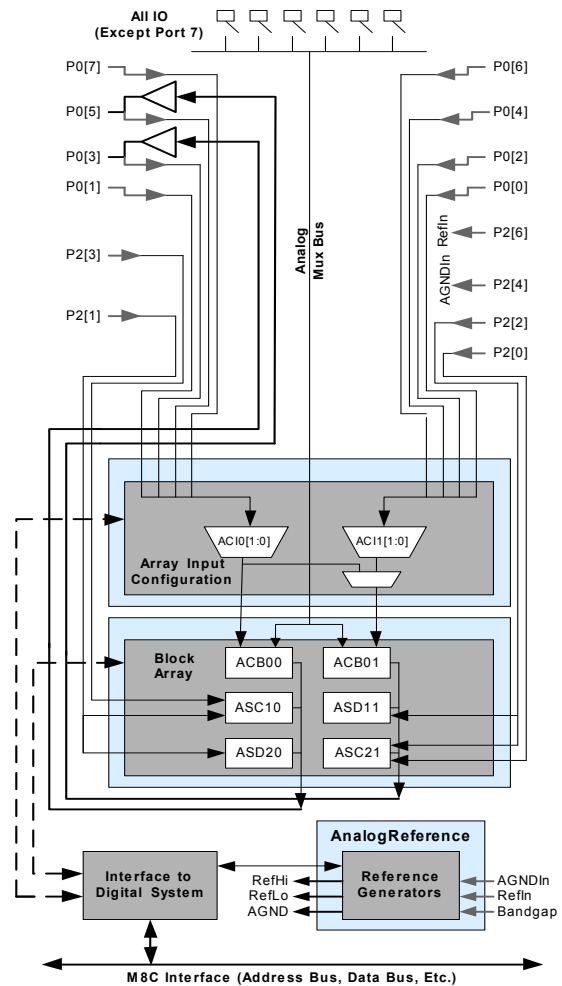 All IO
(Except Port 7)
P0[7]
P0[6]
P0[5]
P0[4]
P0[3]
P0[2]
P0[1]
P0[0]
Analog
Mux Bus
AGNDIn RefIn
P2[6]
P2[3]
P2[4]
P2[1]
P2[2]
P2[0]
ACI0[1:0]
ACI1[1:0]
Array Input
Configuration
Block
Array
ACB00
ACB01
ASC10
ASD11
ASD20
ASC21
AnalogReference
Interface to
Digital System
RefHi
RefLo
AGND
Reference
Generators
AGNDIn
RefIn
Bandgap
M8C Interface (Address Bus, Data Bus, Etc.)